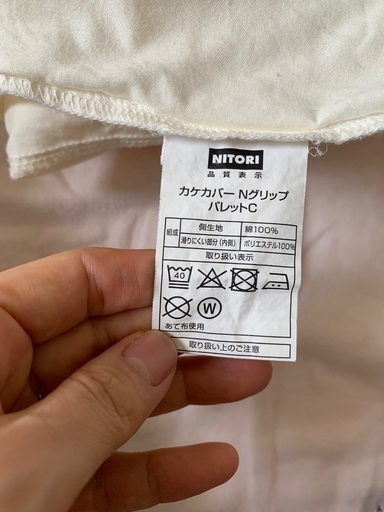 NITORI
品質表示
カケカバー Nグリップ
パレットC
組成 側生地 綿100%
滑りにくい部分(内側) ポリエステル100%
取り扱い表示
40
W
あて布使用
取り扱い上のご注意